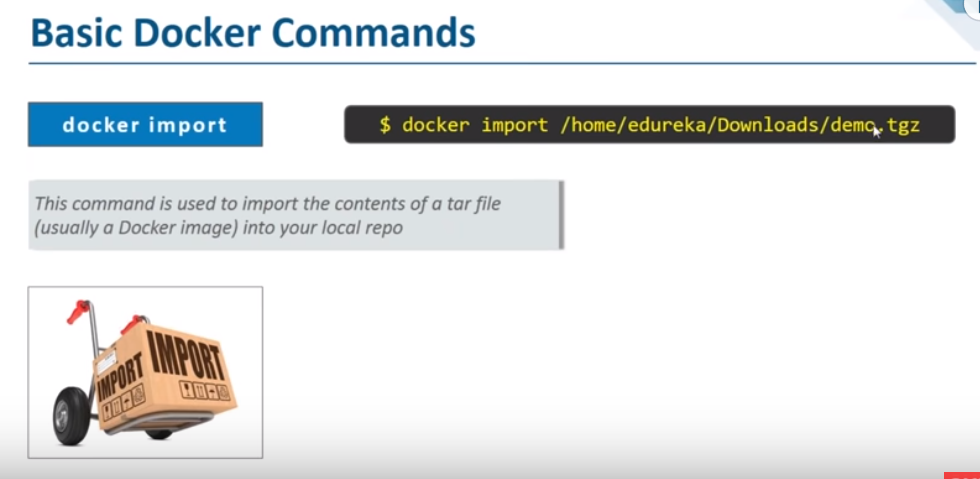 Basic Docker Commands
docker import
$ docker import /home/edureka/Downloads/demo.tgz
This command is used to import the contents of a tar file
(usually a Docker image) into your local repo
IMPORT
IMPORT